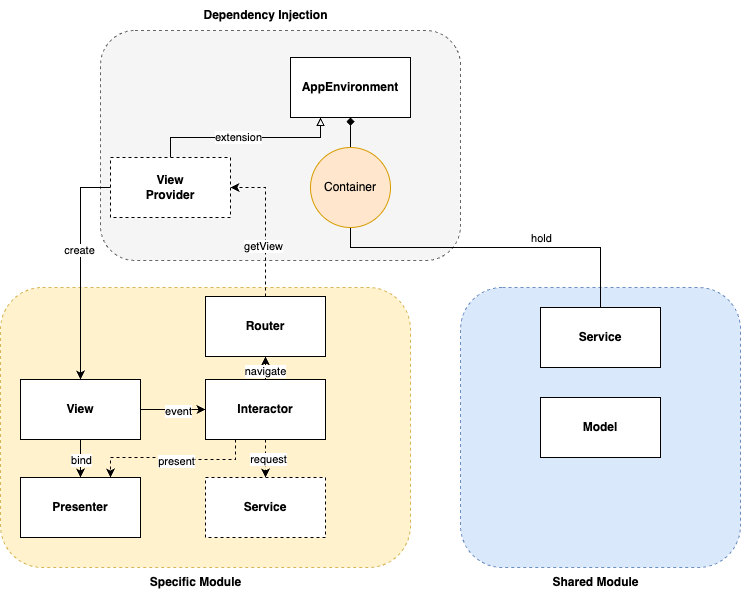 Dependency Injection
AppEnvironment
extension
View
Provider
Container
create
getView
hold
Router
Service
navigate
View
event
Interactor
Model
bind
present
request
Presenter
Service
Specific Module
Shared Module